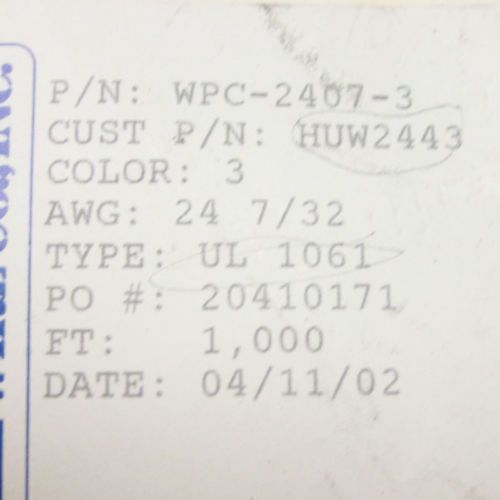 P/N: WPC-2407-3
CUST P/N: HUW2443
COLOR: 3
AWG: 24 7/32
TYPE: UL 1061
PO #: 20410171
FT: 1,000
DATE: 04/11/02
INC.